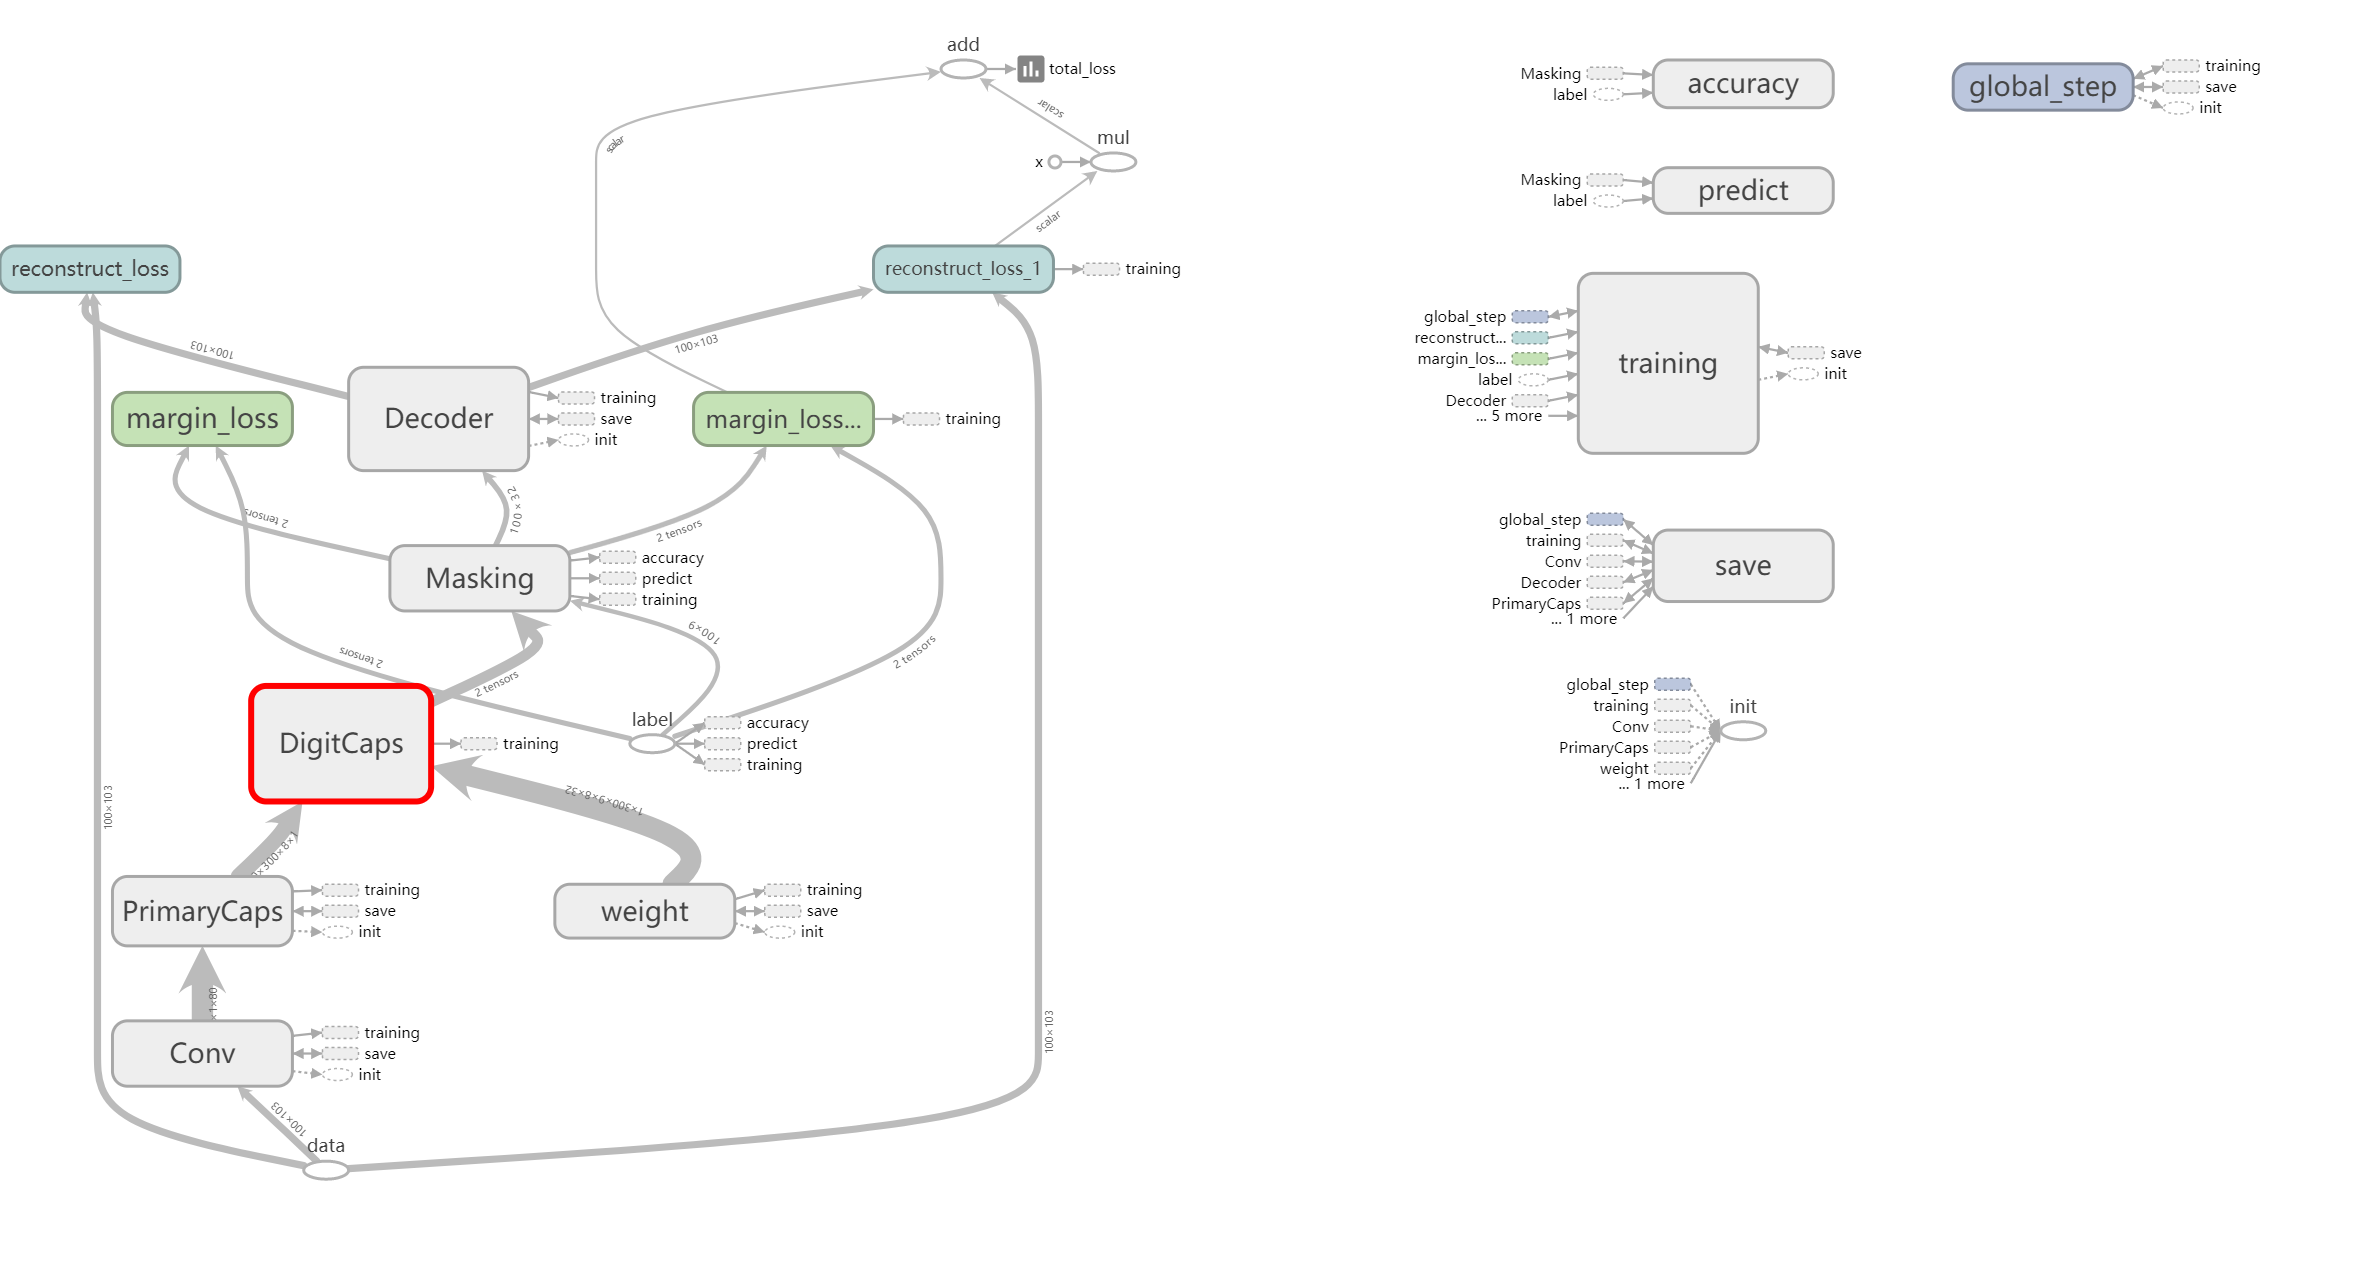 add
total_loss
scalar
scalar
mul
x
scalar
reconstruct_loss
reconstruct_loss_1
training
100×103
100×103
margin_loss
Decoder
training
save
init
margin_loss...
training
100×32
2 tensors
2 tensors
Masking
accuracy
predict
training
100×9
2 tensors
2 tensors
2 tensors
DigitCaps
training
label
accuracy
predict
training
100×103
1×300×9×8×32
×300×8×1
PrimaryCaps
training
save
init
weight
training
save
init
×1×80
Conv
training
save
init
100×103
100×103
data
Masking
label
accuracy
global_step
training
save
init
Masking
label
predict
global_step
reconstruct...
margin_los...
label
Decoder
... 5 more
training
save
init
global_step
training
Conv
Decoder
PrimaryCaps
... 1 more
save
global_step
training
Conv
PrimaryCaps
weight
... 1 more
init